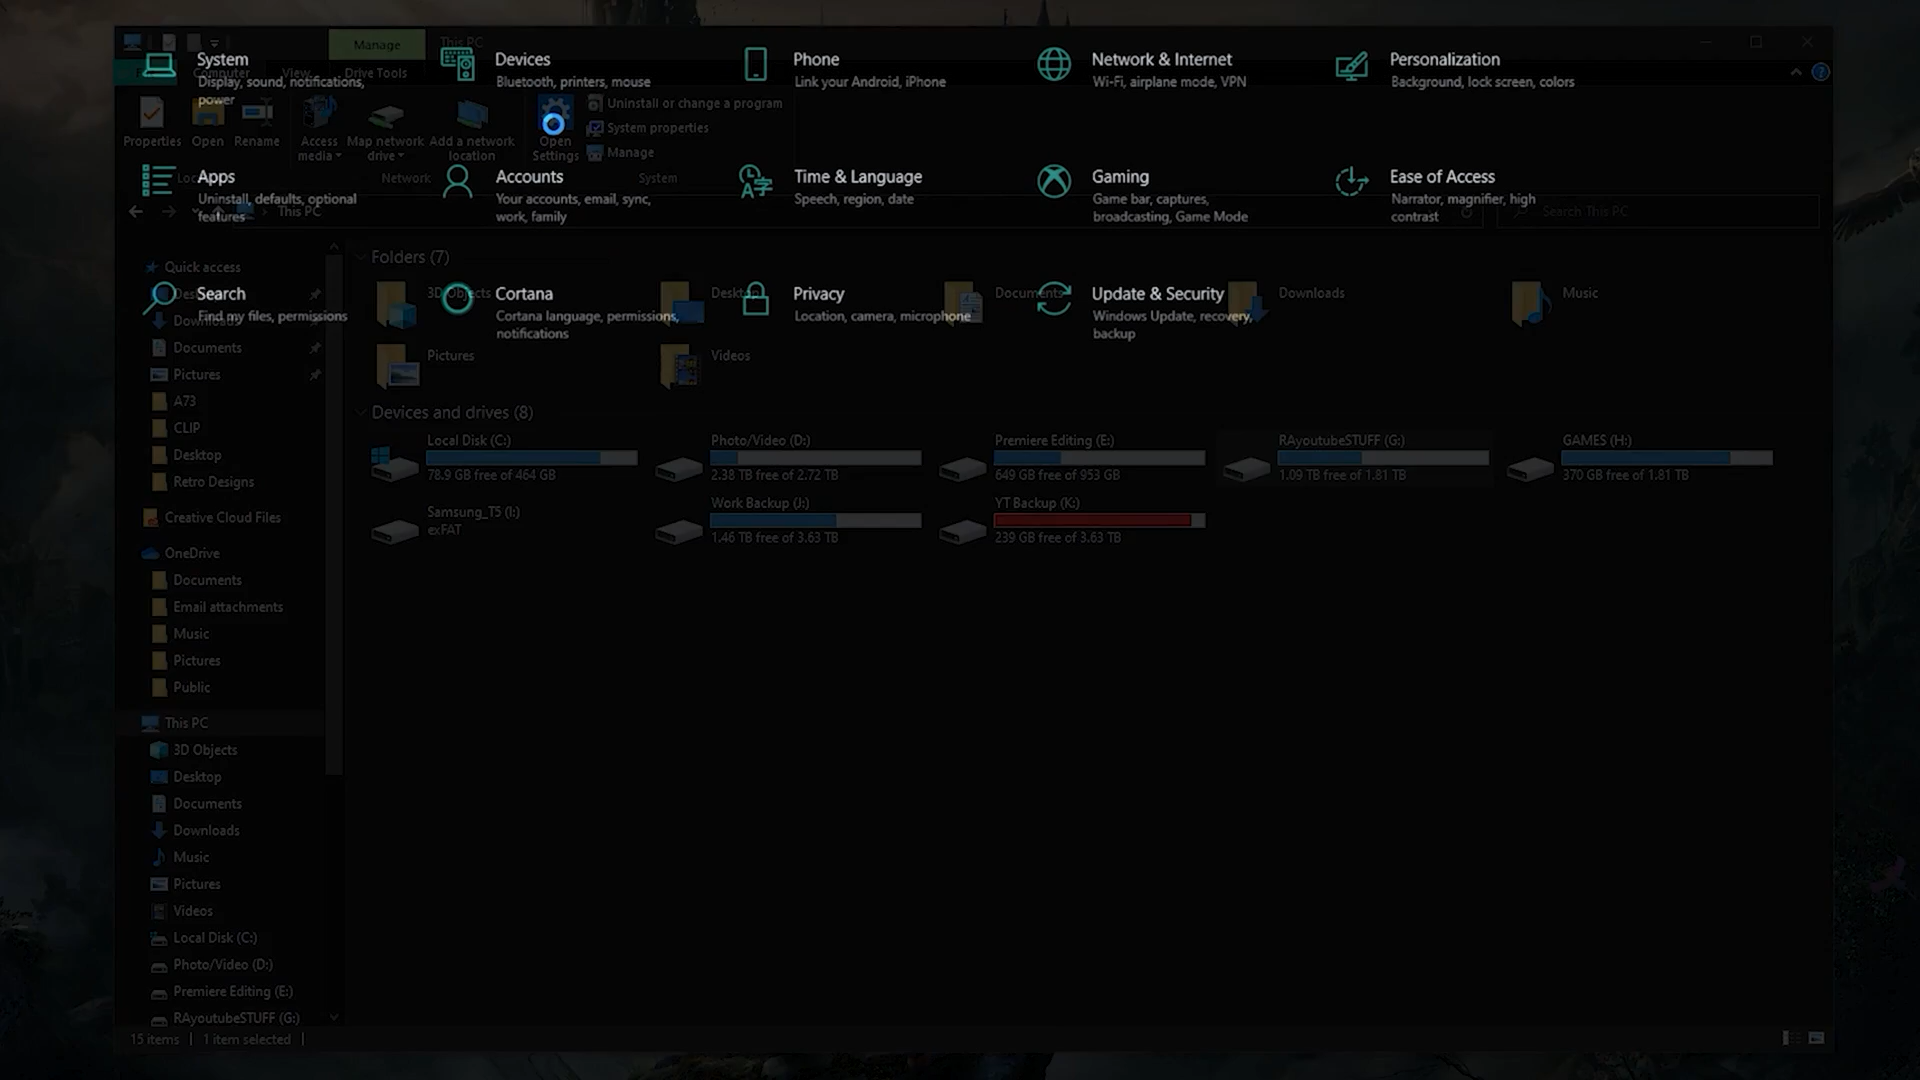 Manage
This PC
System
Display, sound, notifications,
power
Devices
Bluetooth, printers, mouse
Phone
Link your Android, iPhone
Network & Internet
Wi-Fi, airplane mode, VPN
Personalization
Background, lock screen, colors
Computer
View
Drive Tools
Properties
Open
Rename
Access
media
Map network
drive
Add a network
location
Open
Settings
Uninstall or change a program
System properties
Manage
Network
System
Apps
Uninstall, defaults, optional
features
Accounts
Your accounts, email, sync,
work, family
Time & Language
Speech, region, date
Gaming
Game bar, captures,
broadcasting, Game Mode
Ease of Access
Narrator, magnifier, high
contrast
This PC
Search This PC
Search
Find my files, permissions
Cortana
Cortana language, permissions,
notifications
Privacy
Location, camera, microphone
Update & Security
Windows Update, recovery,
backup
Quick access
Desktop
Downloads
Documents
Pictures
A73
CLIP
Desktop
Retro Designs
Creative Cloud Files
OneDrive
Documents
Email attachments
Music
Pictures
Public
This PC
3D Objects
Desktop
Documents
Downloads
Music
Pictures
Videos
Local Disk (C:)
Photo/Video (D:)
Premiere Editing (E:)
RAyoutubeSTUFF (G:)
Folders (7)
3D Objects
Desktop
Documents
Downloads
Music
Pictures
Videos
Devices and drives (8)
Local Disk (C:)
78.9 GB free of 464 GB
Photo/Video (D:)
2.38 TB free of 2.72 TB
Premiere Editing (E:)
649 GB free of 953 GB
RAyoutubeSTUFF (G:)
1.09 TB free of 1.81 TB
GAMES (H:)
370 GB free of 1.81 TB
Samsung_T5 (I:)
exFAT
Work Backup (J:)
1.46 TB free of 3.63 TB
YT Backup (K:)
239 GB free of 3.63 TB
15 items
1 item selected